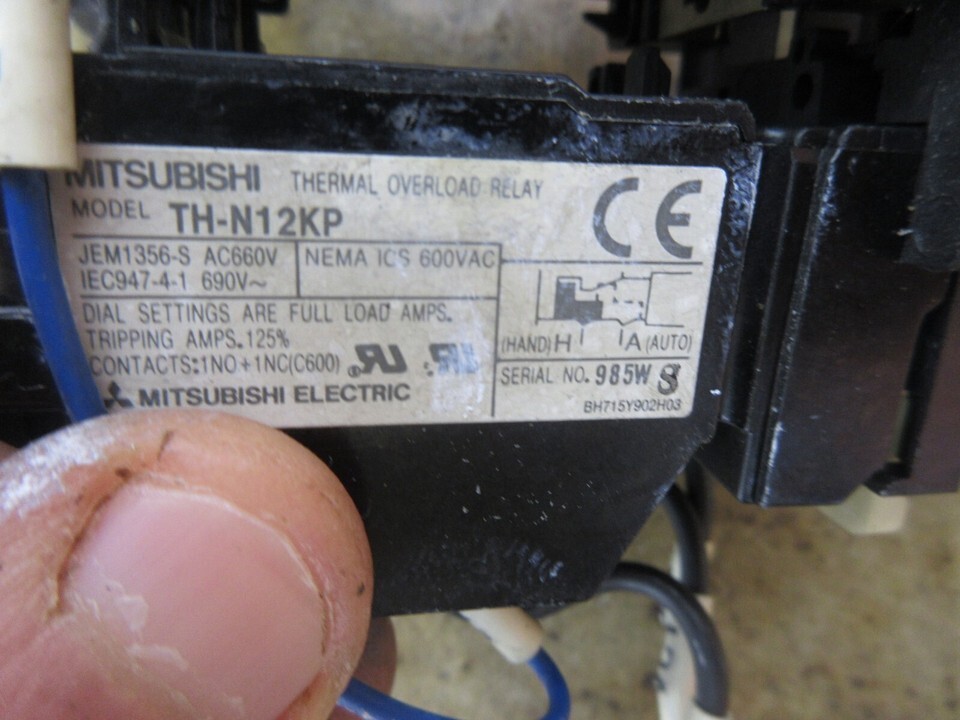 MITSUBISHI THERMAL OVERLOAD RELAY
MODEL TH-N12KP
CE
JEM1356-S AC660V
IEC947-4-1 690V~
NEMA ICS 600VAC
DIAL SETTINGS ARE FULL LOAD AMPS.
TRIPPING AMPS.125%
CONTACTS:1NO+1NC(C600)
MITSUBISHI ELECTRIC
(HAND)H A(AUTO)
SERIAL NO.985W S
BH715Y902H03